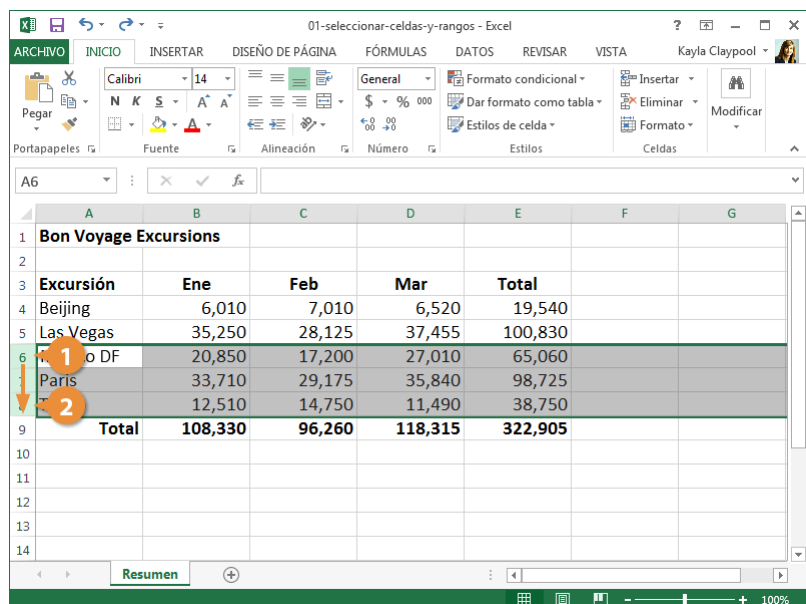 01-seleccionar-celdas-y-rangos - Excel ?
ARCHIVO INICIO INSERTAR DISEÑO DE PÁGINA FÓRMULAS DATOS REVISAR VISTA Kayla Claypool
Pegar
Portapapeles
Calibri 14
N K S A A
A
Fuente
Alineación
General
$ % 000
Número
Formato condicional
Dar formato como tabla
Estilos de celda
Estilos
Insertar
Eliminar
Formato
Celdas
Modificar
A6 fx
A B C D E F G
1 Bon Voyage Excursions
2
3 Excursión Ene Feb Mar Total
4 Beijing 6,010 7,010 6,520 19,540
5 Las Vegas 35,250 28,125 37,455 100,830
6 1 DF 20,850 17,200 27,010 65,060
Paris 33,710 29,175 35,840 98,725
2 12,510 14,750 11,490 38,750
9 Total 108,330 96,260 118,315 322,905
10
11
12
13
14
Resumen
100%